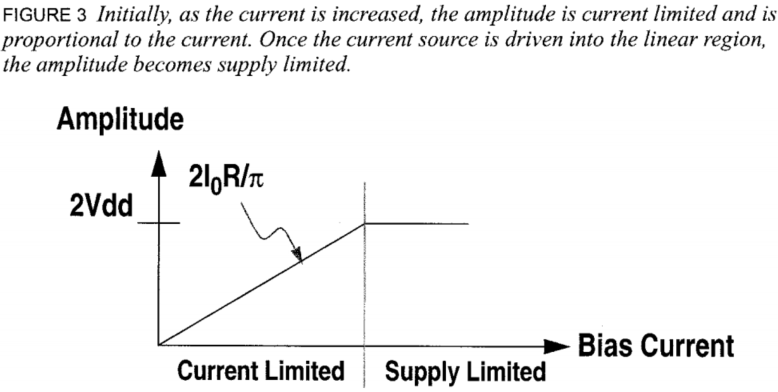 FIGURE 3 Initially, as the current is increased, the amplitude is current limited and is
proportional to the current. Once the current source is driven into the linear region,
the amplitude becomes supply limited.
Amplitude
2I₀R/π
2Vdd
Bias Current
Current Limited
Supply Limited